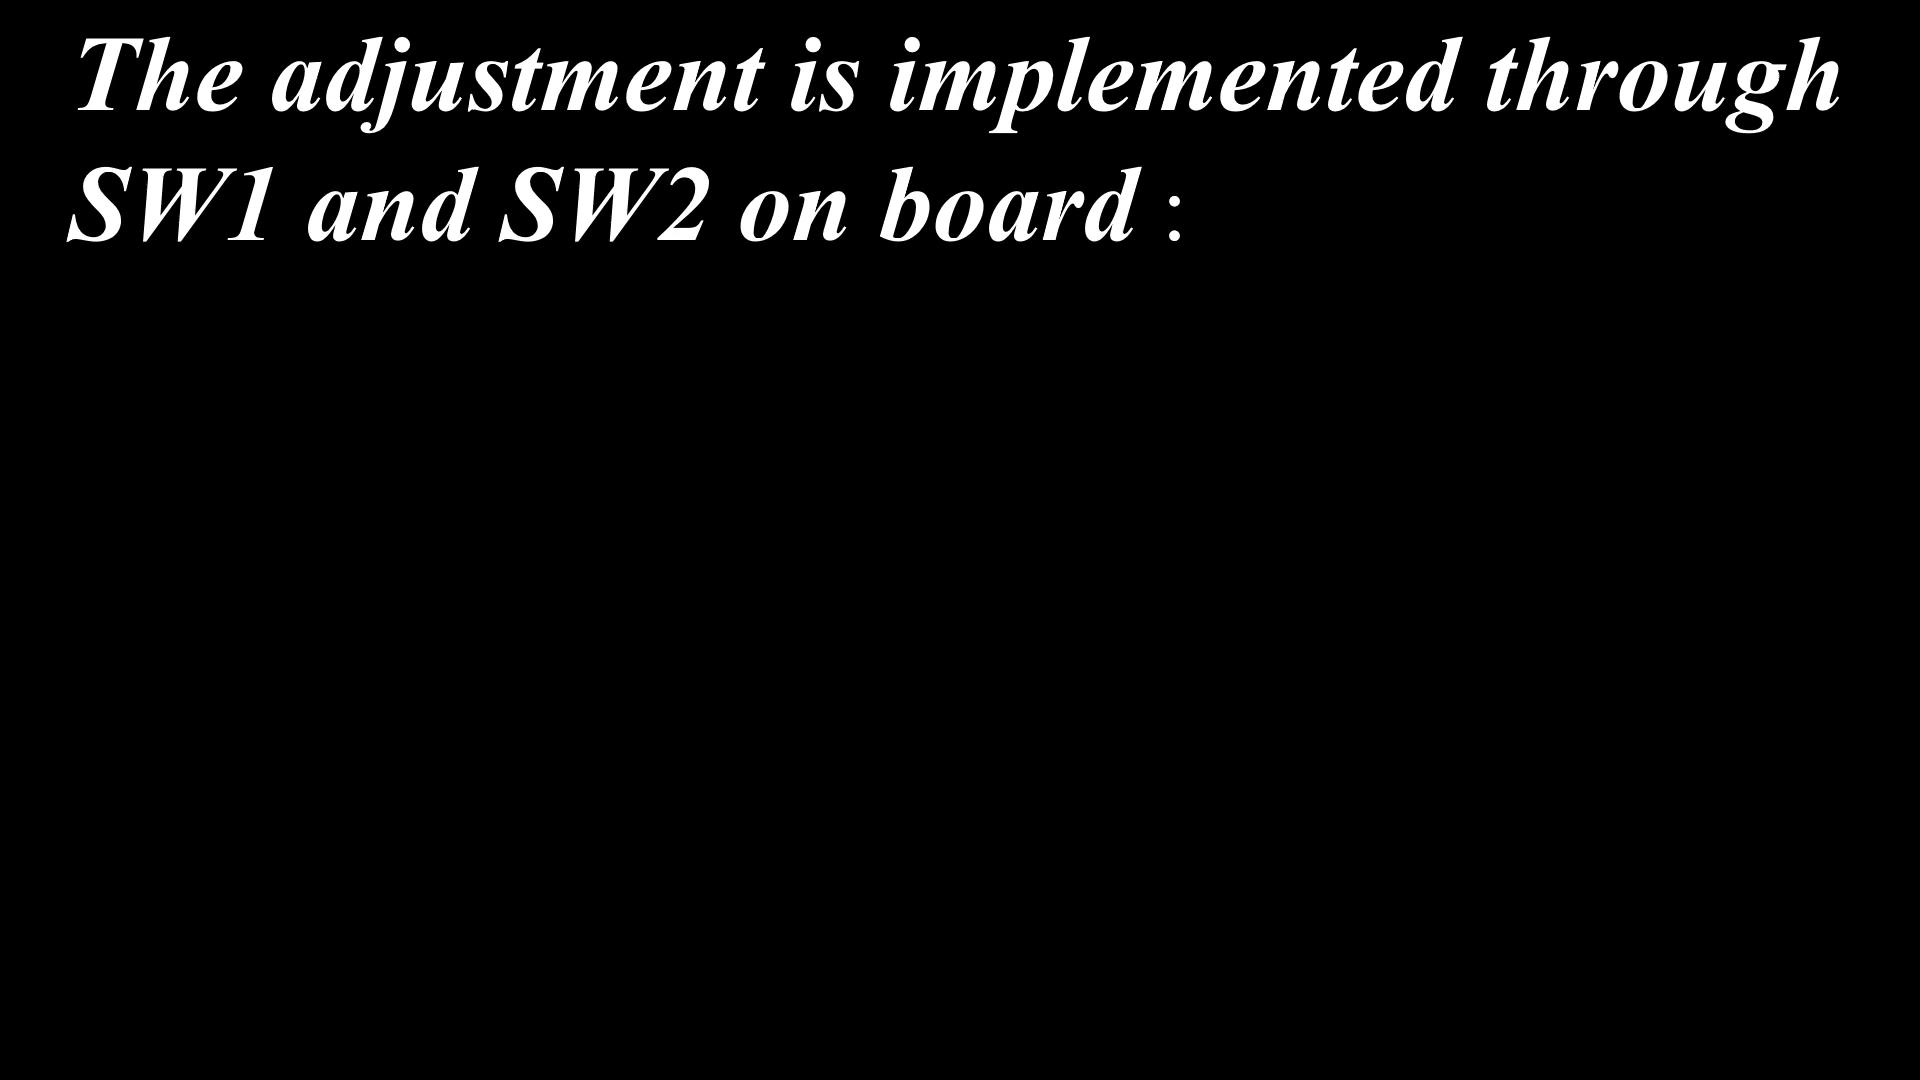 The adjustment is implemented through
SW1 and SW2 on board :